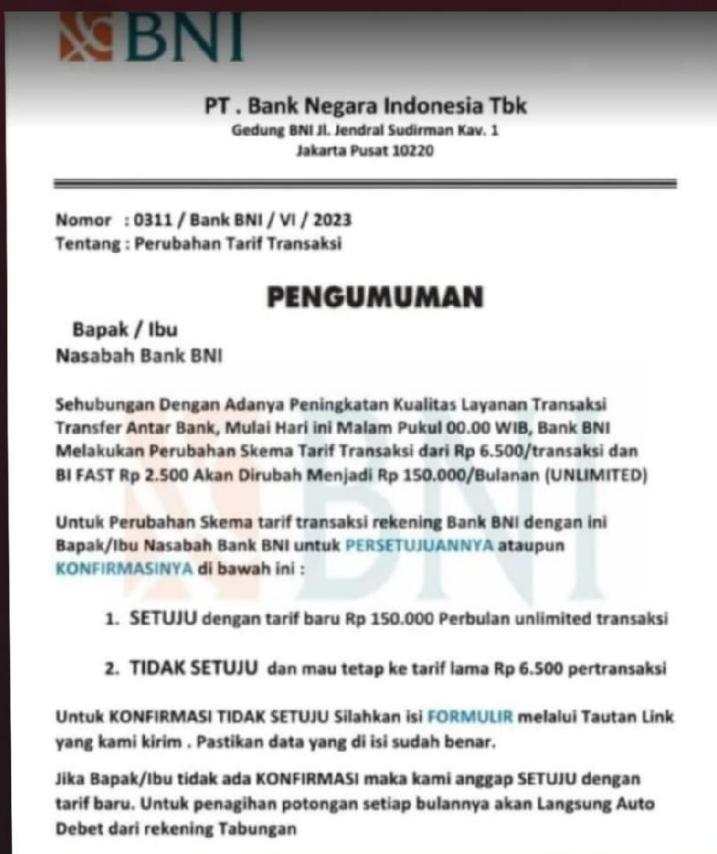 BNI
PT . Bank Negara Indonesia Tbk
Gedung BNI Jl. Jendral Sudirman Kav. 1
Jakarta Pusat 10220
Nomor : 0311 / Bank BNI / VI / 2023
Tentang : Perubahan Tarif Transaksi
PENGUMUMAN
Bapak / Ibu
Nasabah Bank BNI
Sehubungan Dengan Adanya Peningkatan Kualitas Layanan Transaksi
Transfer Antar Bank, Mulai Hari ini Malam Pukul 00.00 WIB, Bank BNI
Melakukan Perubahan Skema Tarif Transaksi dari Rp 6.500/transaksi dan
BI FAST Rp 2.500 Akan Dirubah Menjadi Rp 150.000/Bulanan (UNLIMITED)
Untuk Perubahan Skema tarif transaksi rekening Bank BNI dengan ini
Bapak/Ibu Nasabah Bank BNI untuk PERSETUJUANNYA ataupun
KONFIRMASINYA di bawah ini :
1. SETUJU dengan tarif baru Rp 150.000 Perbulan unlimited transaksi
2. TIDAK SETUJU dan mau tetap ke tarif lama Rp 6.500 pertransaksi
Untuk KONFIRMASI TIDAK SETUJU Silahkan isi FORMULIR melalui Tautan Link
yang kami kirim . Pastikan data yang di isi sudah benar.
Jika Bapak/Ibu tidak ada KONFIRMASI maka kami anggap SETUJU dengan
tarif baru. Untuk penagihan potongan setiap bulannya akan Langsung Auto
Debet dari rekening Tabungan
BNI